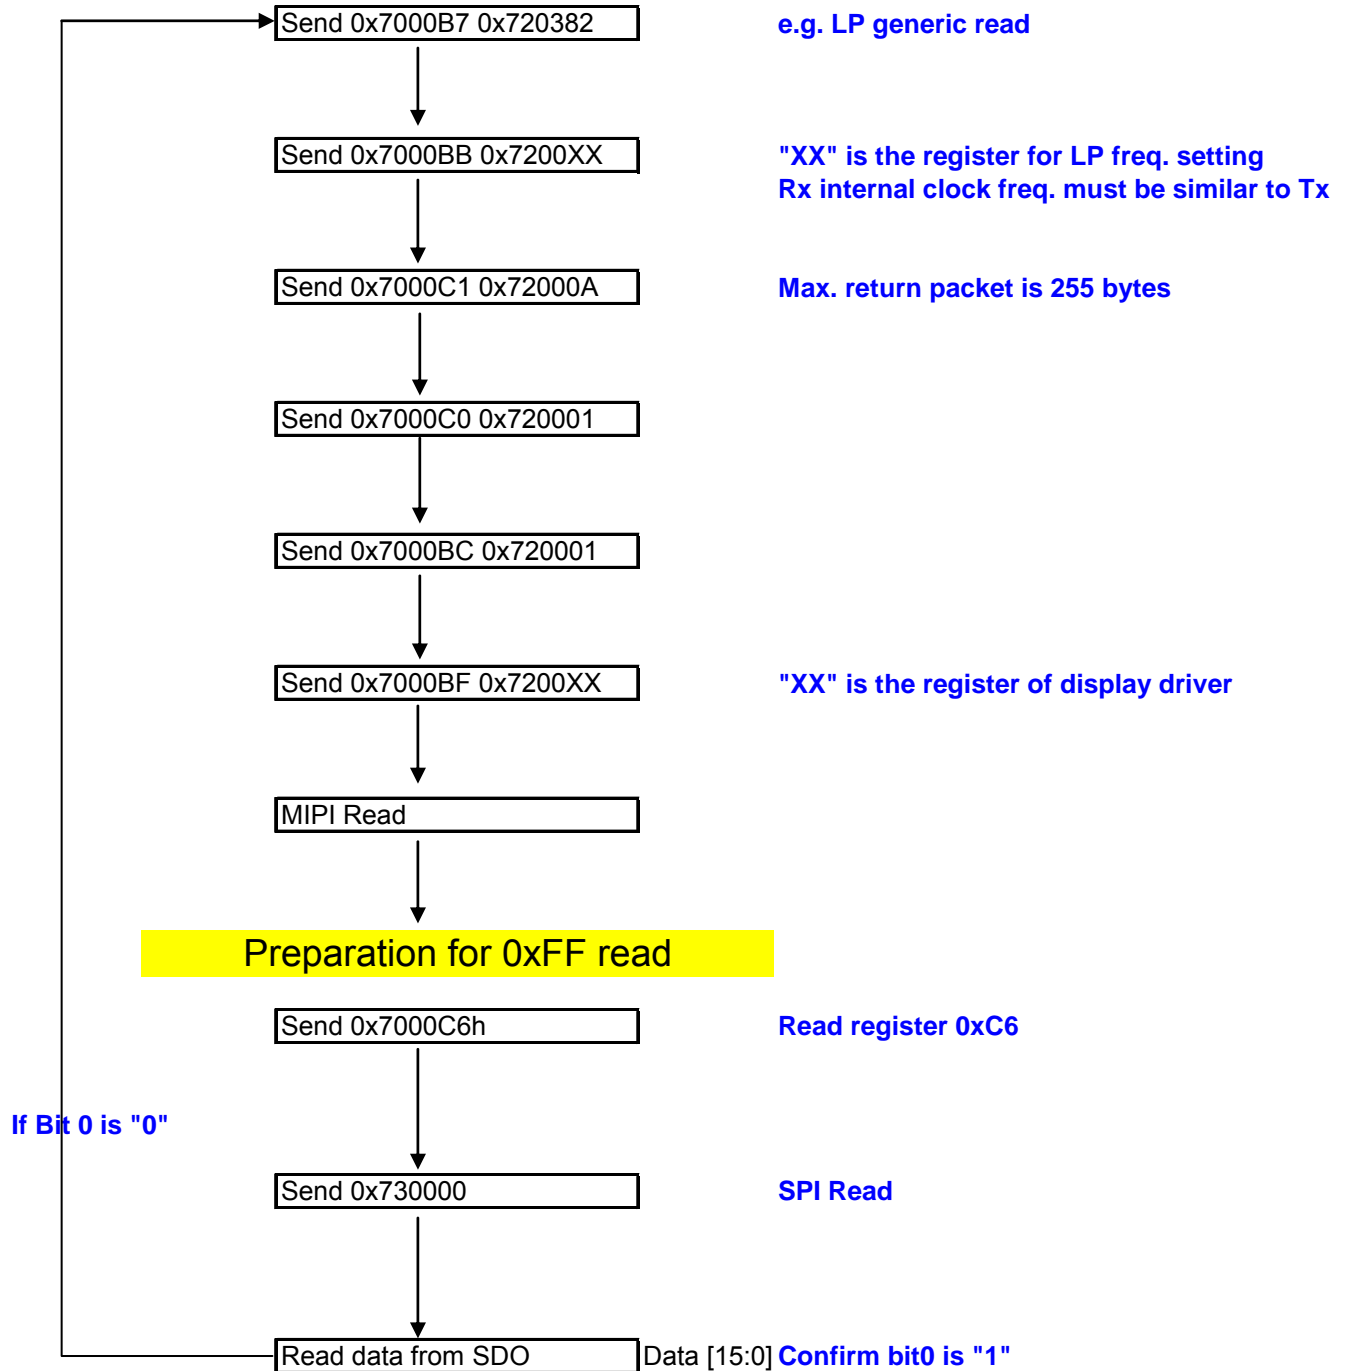 Send 0x7000B7 0x720382
e.g. LP generic read
Send 0x7000BB 0x7200XX
"XX" is the register for LP freq. setting
Rx internal clock freq. must be similar to Tx
Send 0x7000C1 0x72000A
Max. return packet is 255 bytes
Send 0x7000C0 0x720001
Send 0x7000BC 0x720001
Send 0x7000BF 0x7200XX
"XX" is the register of display driver
MIPI Read
Preparation for 0xFF read
Send 0x7000C6h
Read register 0xC6
If Bit 0 is "0"
Send 0x730000
SPI Read
Read data from SDO
Data [15:0]
Confirm bit0 is "1"